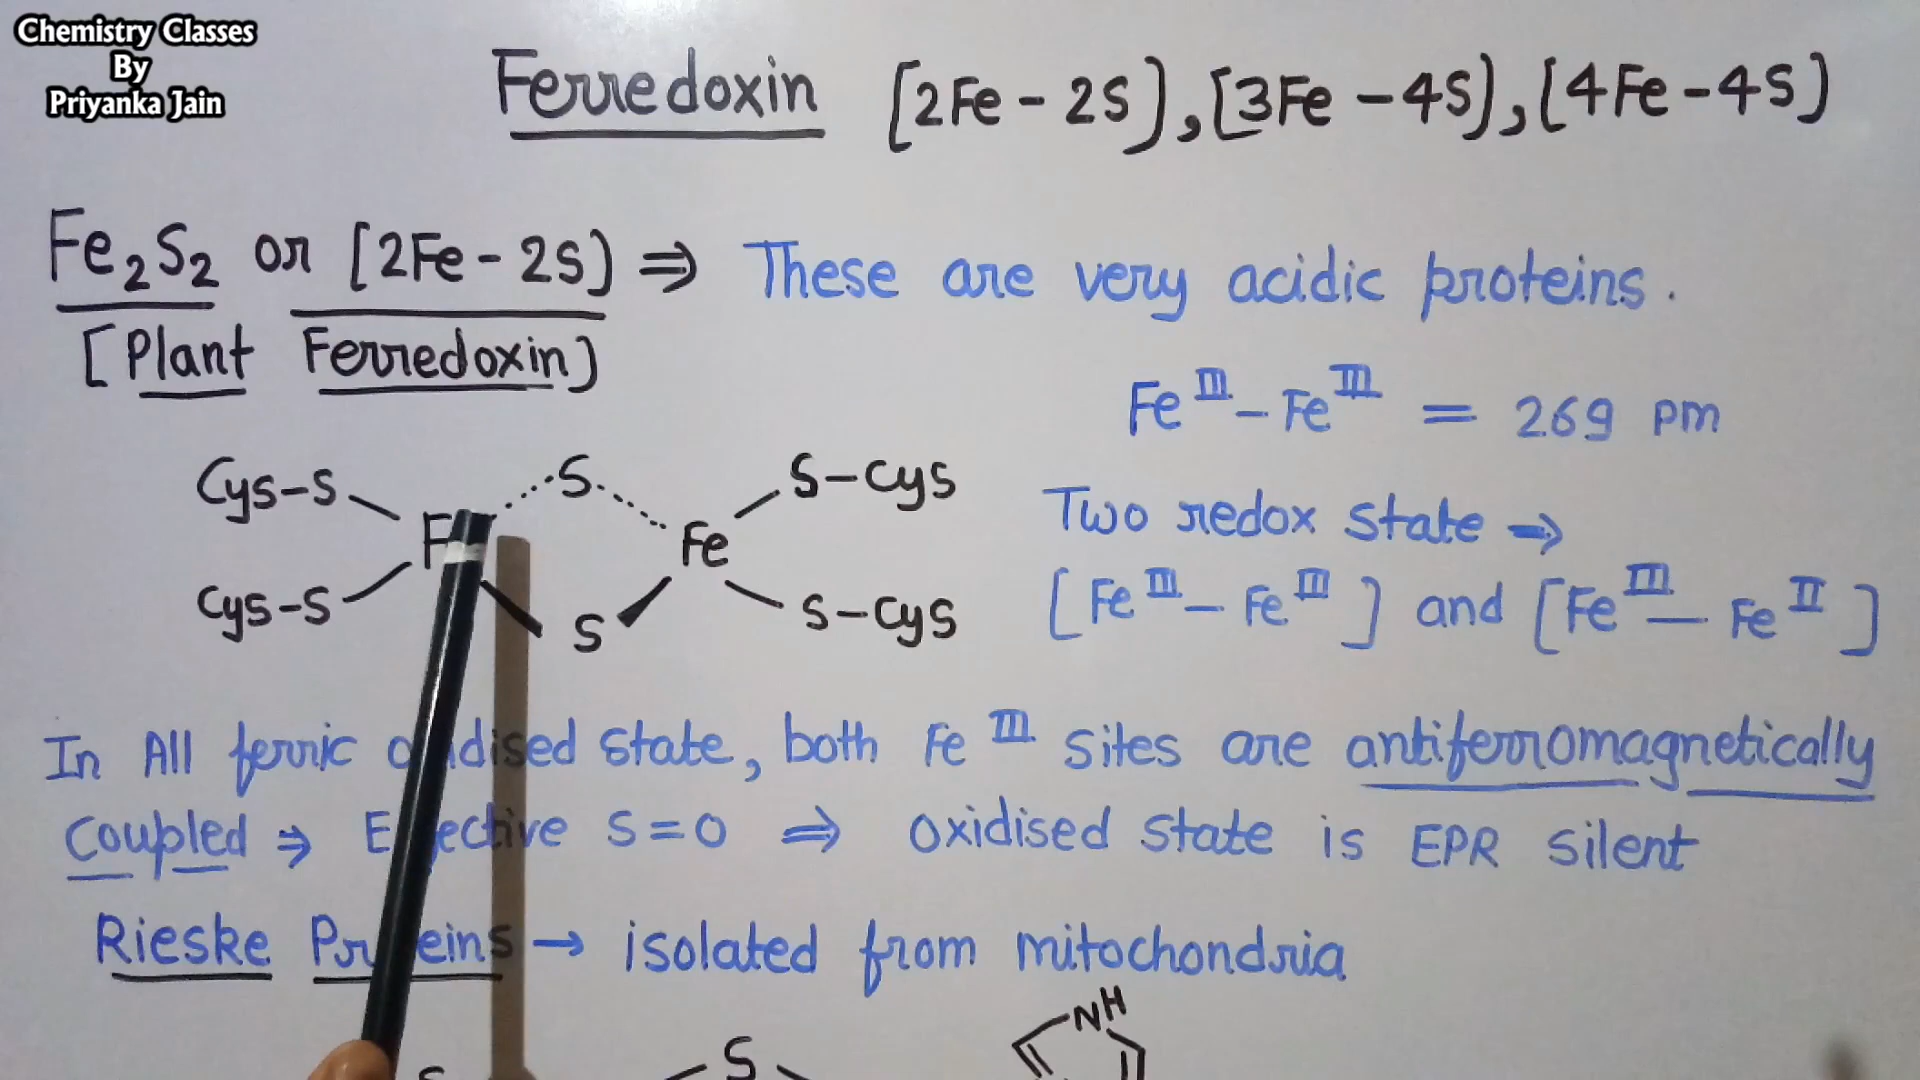 Chemistry Classes
By
Priyanka Jain
Ferredoxin [2Fe-2S], [3Fe-4S], [4Fe-4S]
Fe₂S₂ or [2Fe-2S] ⇒ These are very acidic proteins.
[Plant Ferredoxin]
Feᴵᴵᴵ - Feᴵᴵᴵ = 269 pm
Cys-S S S-Cys
Fe
Cys-S S S-Cys
Two redox state ⇒
[Feᴵᴵᴵ - Feᴵᴵᴵ] and [Feᴵᴵᴵ - Feᴵᴵ]
In All ferric oxidised state, both Feᴵᴵᴵ sites are antiferromagnetically
Coupled ⇒ Effective S=0 ⇒ Oxidised state is EPR silent
Rieske Proteins → isolated from mitochondria
NH
S